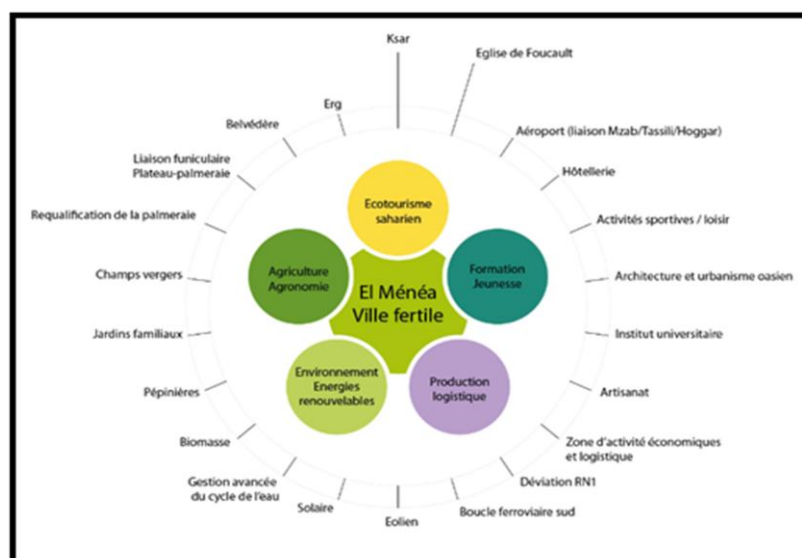 Ksar
Eglise de Foucault
Aéroport (liaison Mzab/Tassili/Hoggar)
Hôtellerie
Activités sportives / loisir
Architecture et urbanisme oasien
Institut universitaire
Artisanat
Zone d'activité économiques
et logistique
Déviation RN1
Boucle ferroviaire sud
Eolien
Solaire
Gestion avancée
du cycle de l'eau
Biomasse
Pépinières
Jardins familiaux
Champs vergers
Requalification de la palmeraie
Liaison funiculaire
Plateau-palmeraie
Belvédère
Erg
Ecotourisme
saharien
Formation
Jeunesse
Production
logistique
Environnement
Energies
renouvelables
Agriculture
Agronomie
El Ménéa
Ville fertile